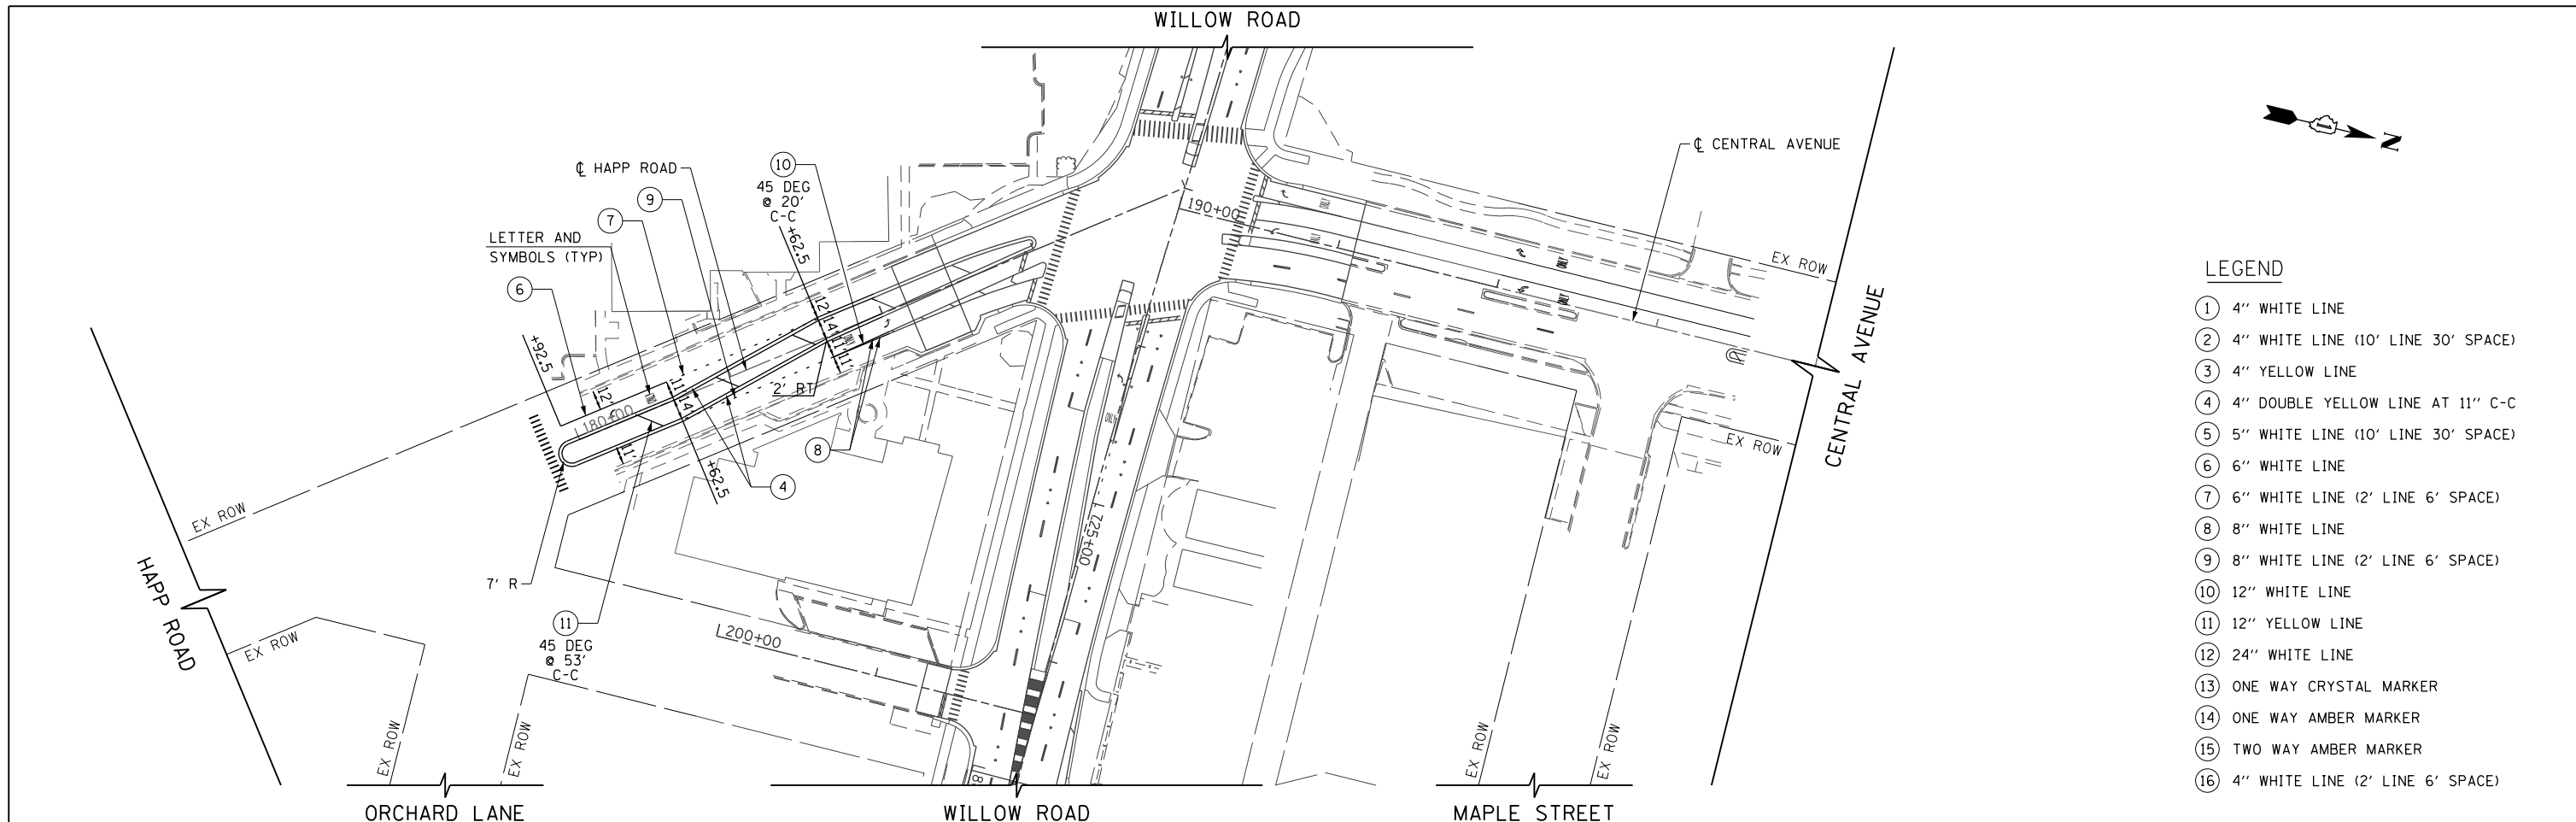 WILLOW ROAD
℄ HAPP ROAD
10
45 DEG
@ 20'
C-C
+62.5
℄ CENTRAL AVENUE
190+00
9
7
LETTER AND
SYMBOLS (TYP)
6
12'
14'
11'
11'
2' RT
+92.5
12'
180+00
11'
14'
11'
+62.5
8
4
7' R
11
45 DEG
@ 53'
C-C
EX ROW
EX ROW
EX ROW
EX ROW
EX ROW
EX ROW
EX ROW
EX ROW
HAPP ROAD
CENTRAL AVENUE
725+00
200+00
ORCHARD LANE
WILLOW ROAD
MAPLE STREET
N
LEGEND
1 4'' WHITE LINE
2 4'' WHITE LINE (10' LINE 30' SPACE)
3 4'' YELLOW LINE
4 4'' DOUBLE YELLOW LINE AT 11'' C-C
5 5'' WHITE LINE (10' LINE 30' SPACE)
6 6'' WHITE LINE
7 6'' WHITE LINE (2' LINE 6' SPACE)
8 8'' WHITE LINE
9 8'' WHITE LINE (2' LINE 6' SPACE)
10 12'' WHITE LINE
11 12'' YELLOW LINE
12 24'' WHITE LINE
13 ONE WAY CRYSTAL MARKER
14 ONE WAY AMBER MARKER
15 TWO WAY AMBER MARKER
16 4'' WHITE LINE (2' LINE 6' SPACE)